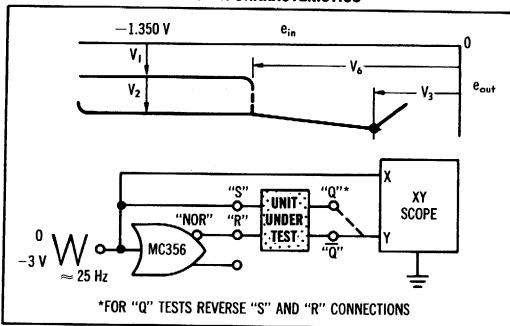 −1.350 V
e_in
0
V₁
V₆
V₂
V₃
e_out
"S"
"Q"*
X
"NOR"
"R"
UNIT
UNDER
TEST
XY
SCOPE
0
−3 V
MC356
Y
"Q̅"
≈ 25 Hz
*FOR "Q" TESTS REVERSE "S" AND "R" CONNECTIONS